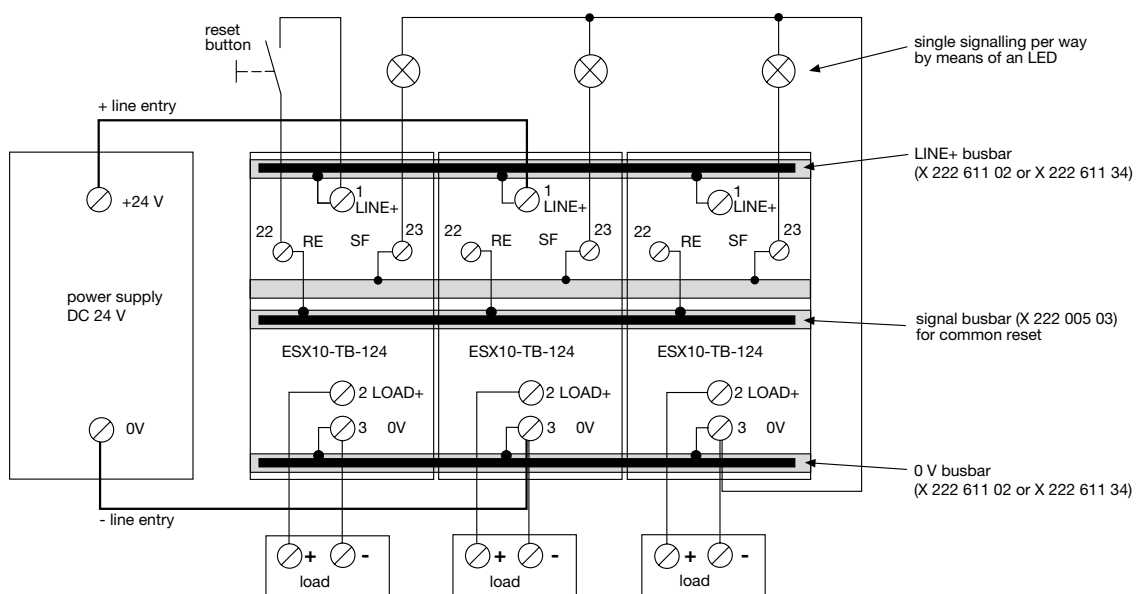 reset
button
single signalling per way
by means of an LED
+ line entry
LINE+ busbar
(X 222 611 02 or X 222 611 34)
+24 V
1
LINE+
1
LINE+
1
LINE+
22
RE
SF
23
22
RE
SF
23
22
RE
SF
23
power supply
DC 24 V
signal busbar (X 222 005 03)
for common reset
ESX10-TB-124
ESX10-TB-124
ESX10-TB-124
2 LOAD+
2 LOAD+
2 LOAD+
0V
3 0V
3 0V
3 0V
0 V busbar
(X 222 611 02 or X 222 611 34)
- line entry
+ -
load
+ -
load
+ -
load